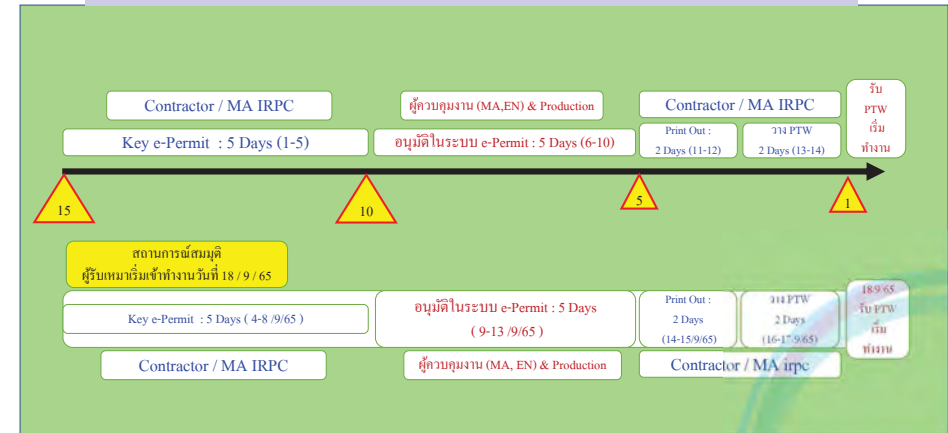 Contractor / MA IRPC
ผู้ควบคุมงาน (MA,EN) & Production
Contractor / MA IRPC
รับ
PTW
เริ่ม
ทำงาน
Key e-Permit : 5 Days (1-5)
อนุมัติในระบบ e-Permit : 5 Days (6-10)
Print Out :
2 Days (11-12)
วาง PTW
2 Days (13-14)
15
10
5
1
สถานการณ์สมมุติ
ผู้รับเหมาเริ่มเข้าทำงานวันที่ 18 / 9 / 65
Key e-Permit : 5 Days ( 4-8 /9/65 )
อนุมัติในระบบ e-Permit : 5 Days
( 9-13 /9/65 )
Print Out :
2 Days
(14-15/9/65)
วาง PTW
2 Days
(16-17/9/65)
18/9/65
รับ PTW
เริ่ม
ทำงาน
Contractor / MA IRPC
ผู้ควบคุมงาน (MA, EN) & Production
Contractor / MA irpc